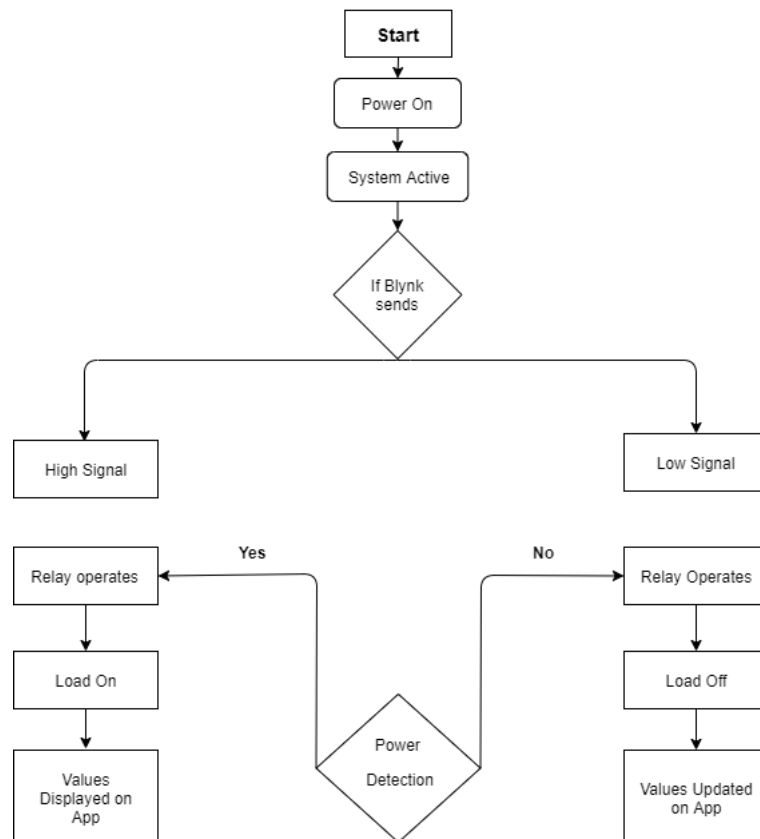 Start
Power On
System Active
If Blynk
sends
High Signal
Low Signal
Yes
No
Relay operates
Relay Operates
Load On
Load Off
Power
Detection
Values
Displayed on
App
Values Updated
on App